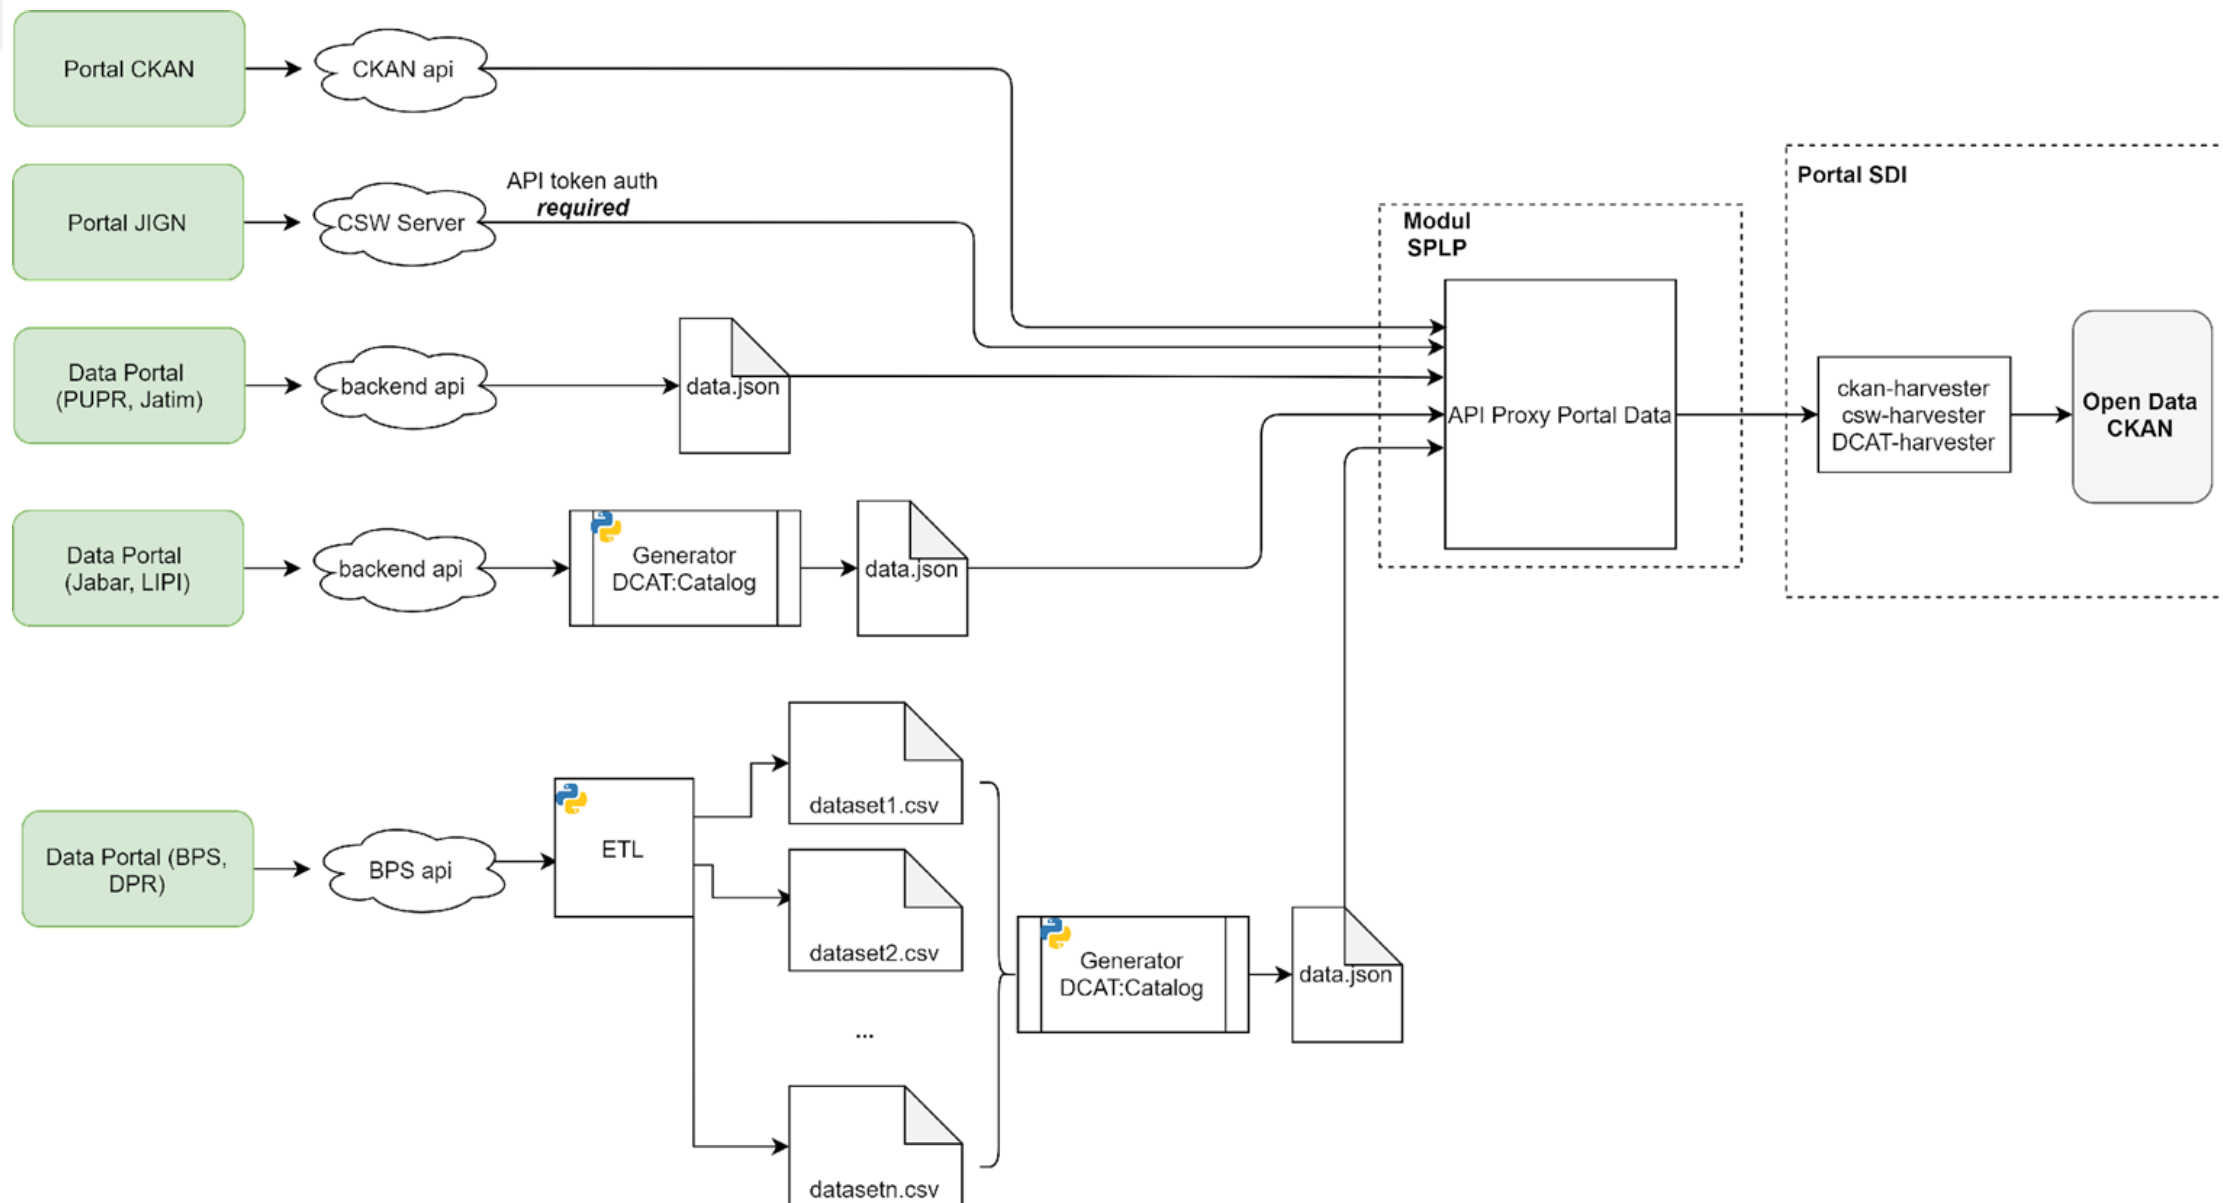 Portal CKAN
CKAN api
Portal JIGN
CSW Server
API token auth
required
Data Portal
(PUPR, Jatim)
backend api
data.json
Data Portal
(Jabar, LIPI)
backend api
Generator
DCAT:Catalog
data.json
Data Portal (BPS,
DPR)
BPS api
ETL
dataset1.csv
dataset2.csv
...
datasetn.csv
Generator
DCAT:Catalog
data.json
Modul
SPLP
API Proxy Portal Data
Portal SDI
ckan-harvester
csw-harvester
DCAT-harvester
Open Data
CKAN